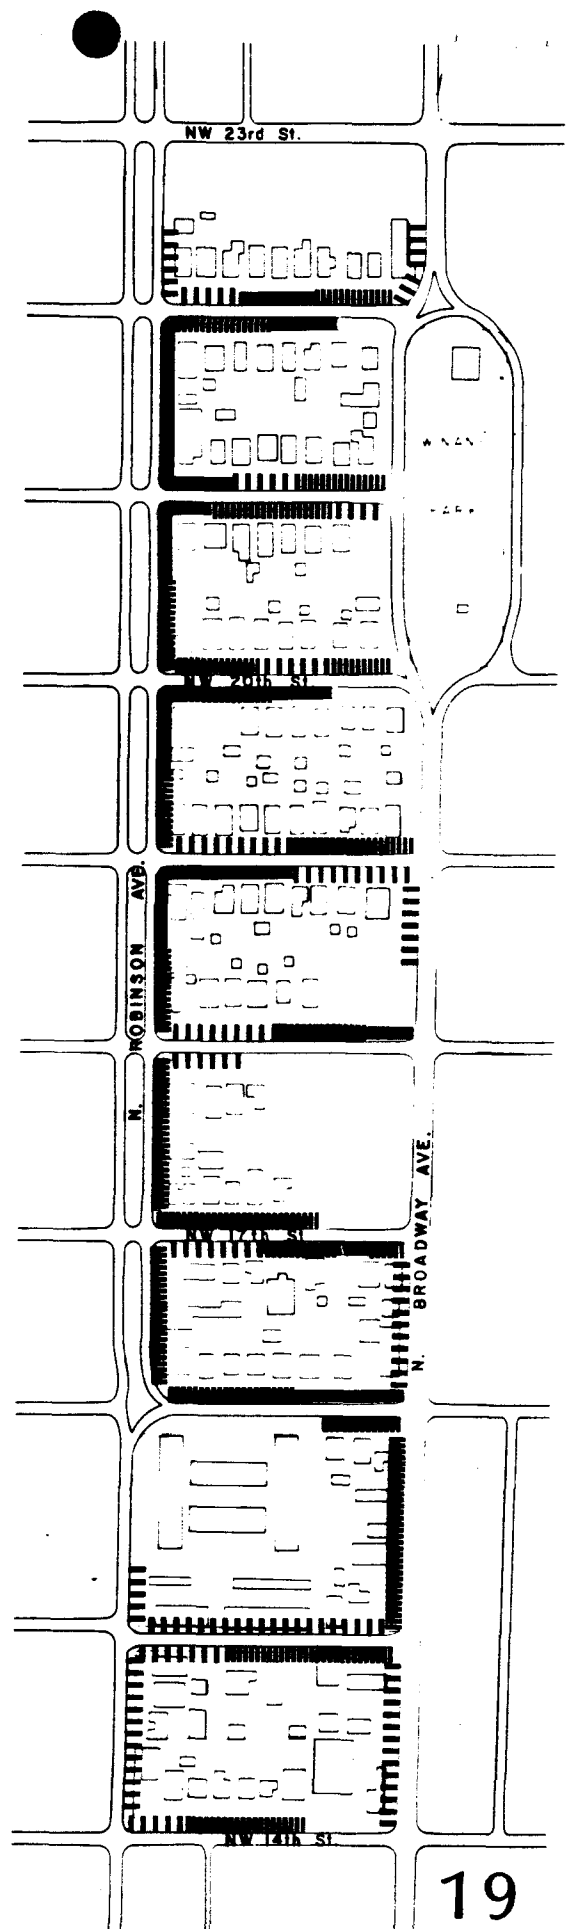 NW 23rd St.
NW 20th St.
N. ROBINSON AVE.
NW 17th St.
N. BROADWAY AVE.
NW 14th St.
19